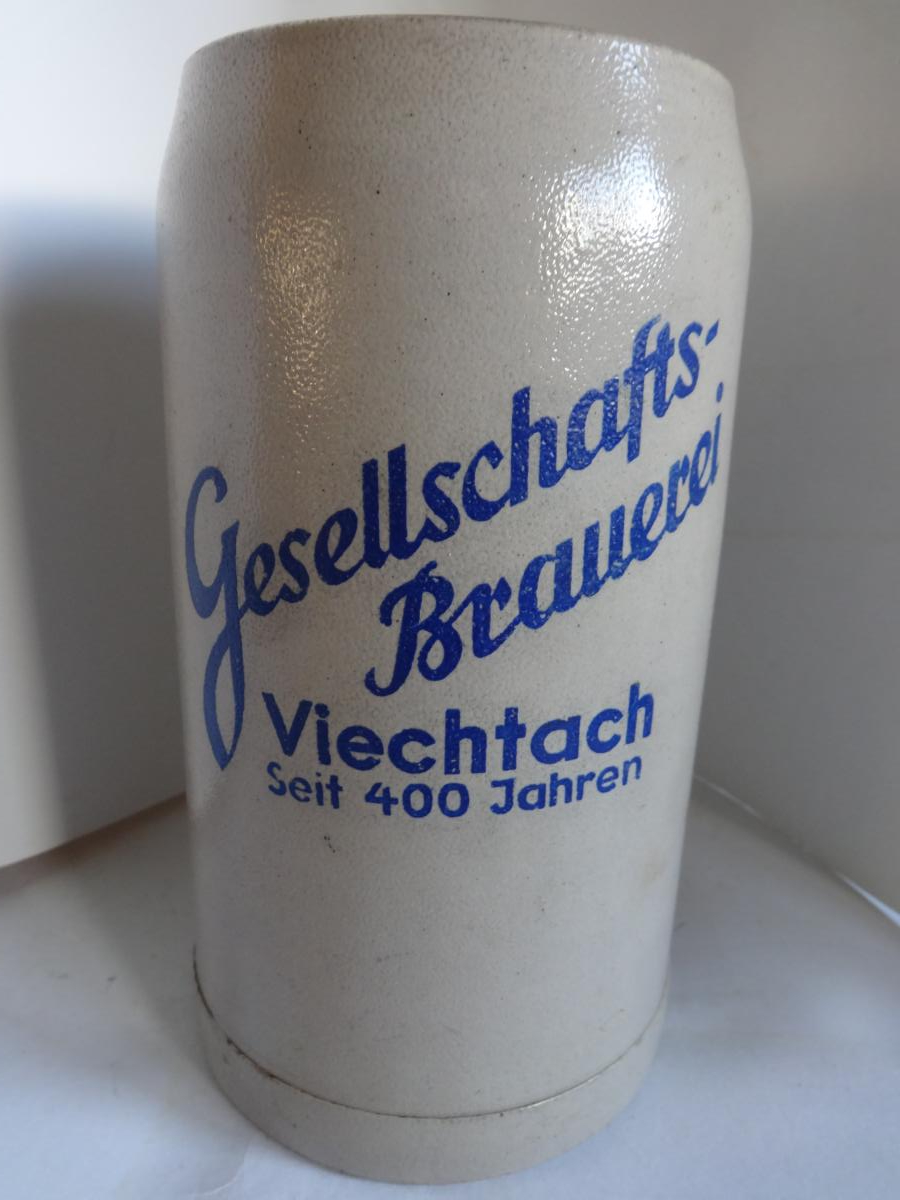 Gesellschafts-
Brauerei
Viechtach
Seit 400 Jahren